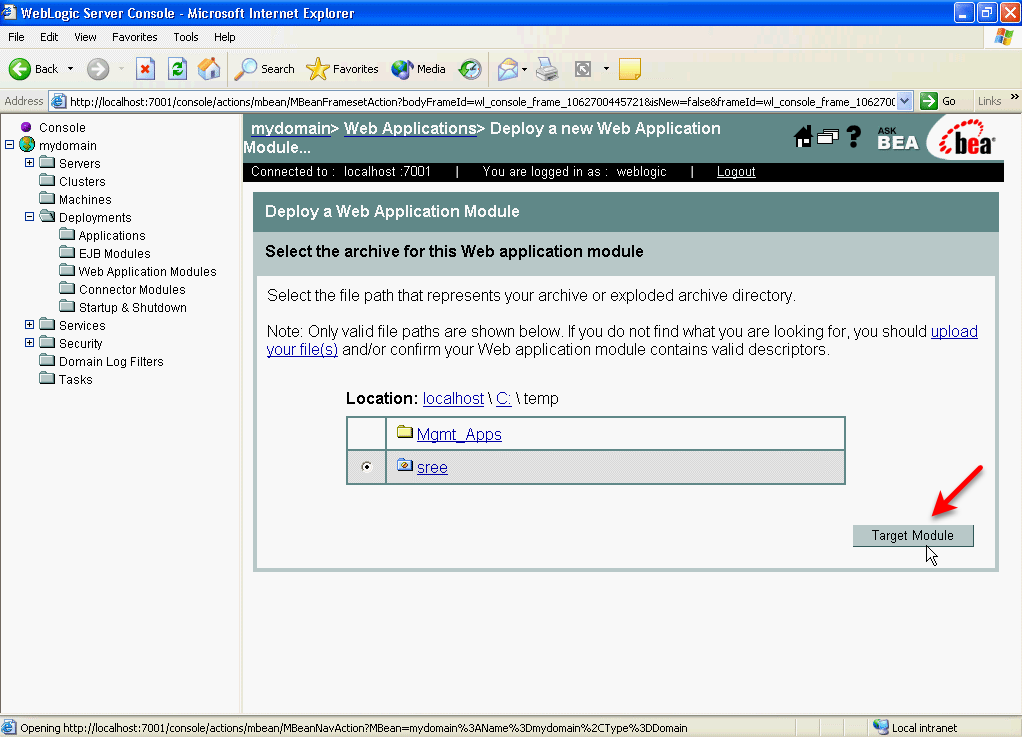 WebLogic Server Console - Microsoft Internet Explorer
File Edit View Favorites Tools Help
Back Search Favorites Media
Address http://localhost:7001/console/actions/mbean/MBeanFramesetAction?bodyFrameId=wl_console_frame_1062700445721&isNew=false&frameId=wl_console_frame_106270( Go Links »
Console
mydomain
Servers
Clusters
Machines
Deployments
Applications
EJB Modules
Web Application Modules
Connector Modules
Startup & Shutdown
Services
Security
Domain Log Filters
Tasks
mydomain> Web Applications> Deploy a new Web Application
Module...
? ASK
BEA
bea
Connected to : localhost :7001 | You are logged in as : weblogic | Logout
Deploy a Web Application Module
Select the archive for this Web application module
Select the file path that represents your archive or exploded archive directory.
Note: Only valid file paths are shown below. If you do not find what you are looking for, you should upload
your file(s) and/or confirm your Web application module contains valid descriptors.
Location: localhost \ C: \ temp
Mgmt_Apps
sree
Target Module
Opening http://localhost:7001/console/actions/mbean/MBeanNavAction?MBean=mydomain%3AName%3Dmydomain%2CType%3DDomain
Local intranet